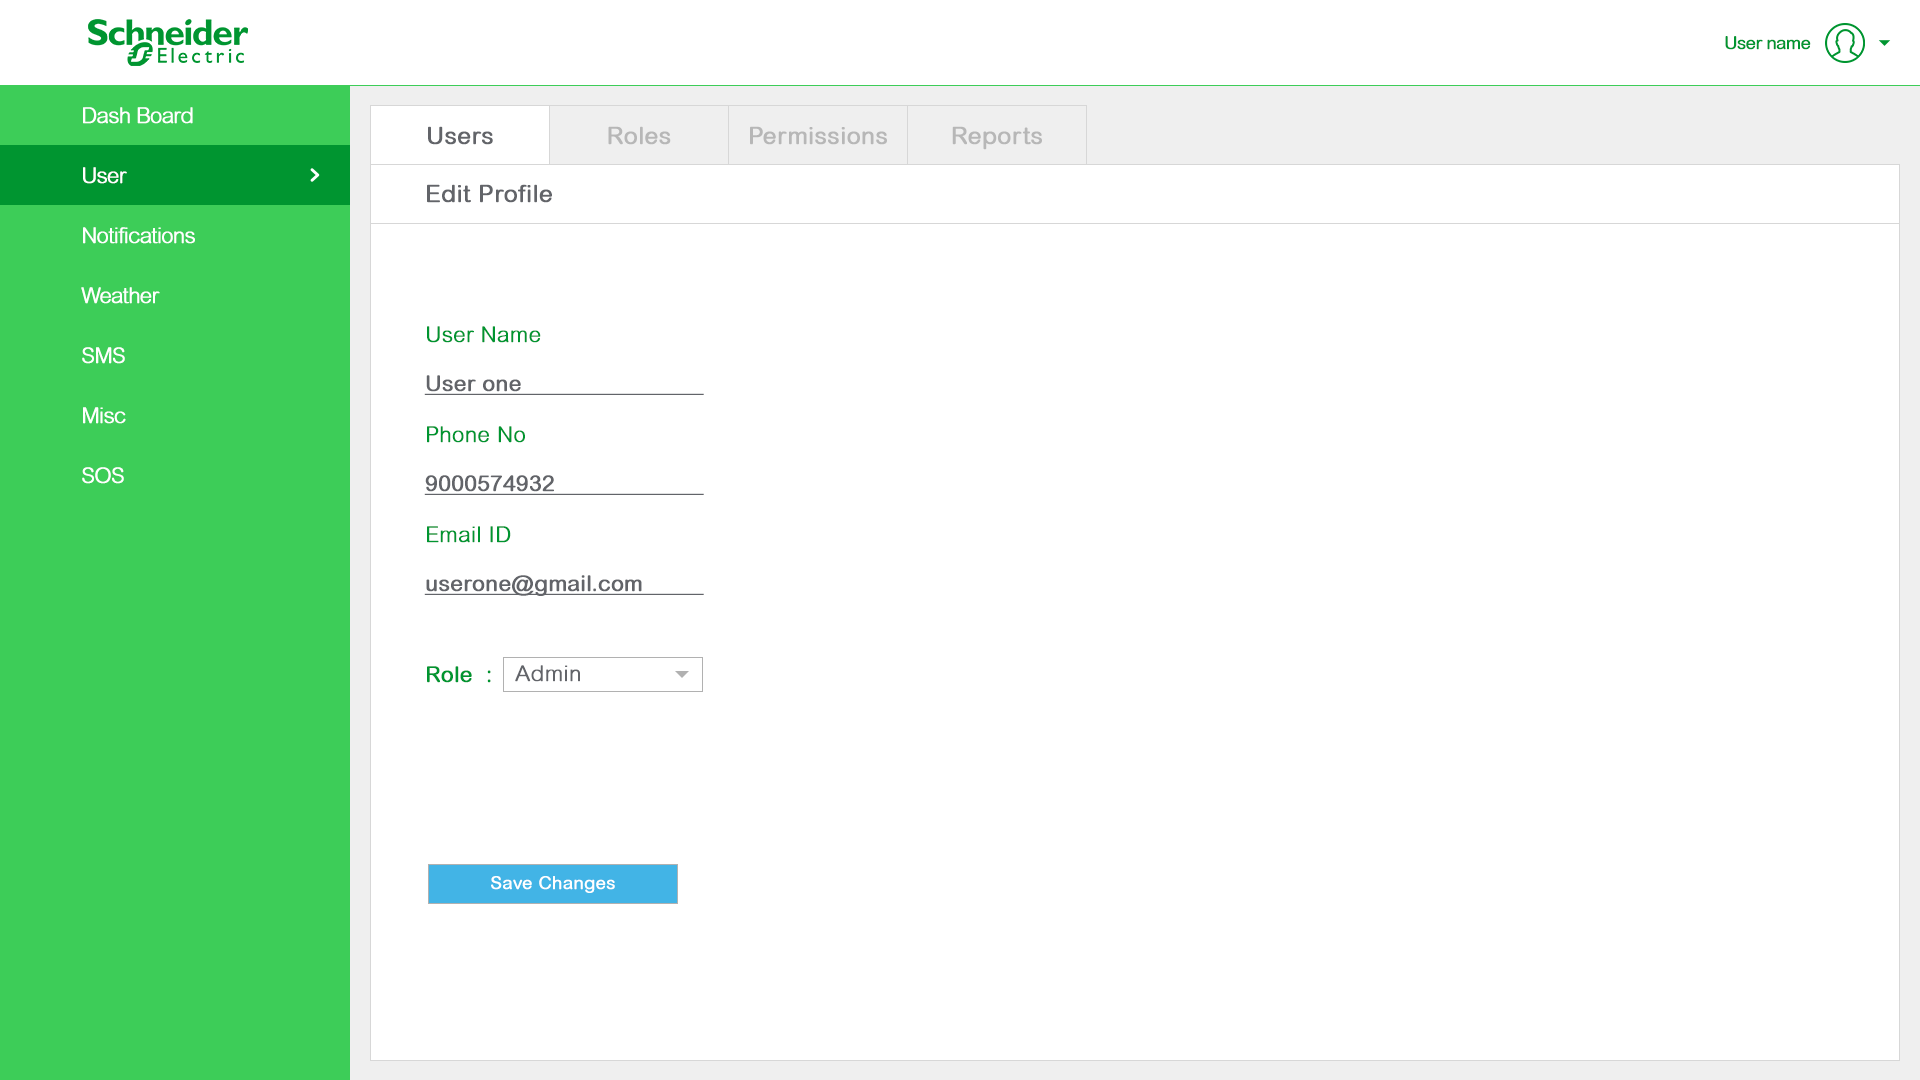 Schneider
Electric
User name
Dash Board
User
Notifications
Weather
SMS
Misc
SOS
Users
Roles
Permissions
Reports
Edit Profile
User Name
User one
Phone No
9000574932
Email ID
userone@gmail.com
Role : Admin
Save Changes